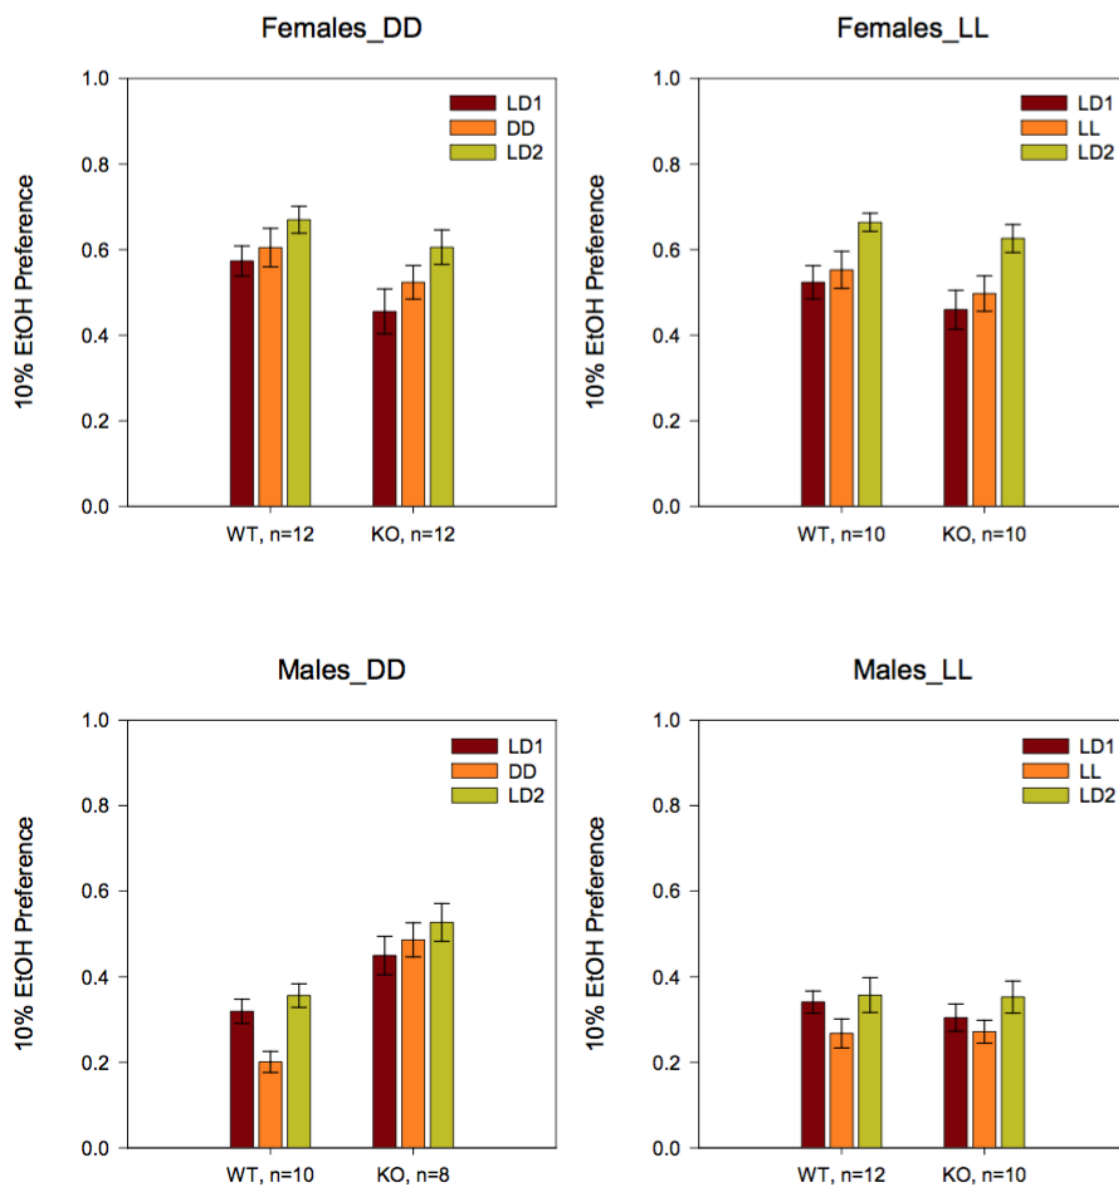 Females_DD
10% EtOH Preference
1.0
0.8
0.6
0.4
0.2
0.0
LD1
DD
LD2
WT, n=12
KO, n=12
Females_LL
10% EtOH Preference
1.0
0.8
0.6
0.4
0.2
0.0
LD1
LL
LD2
WT, n=10
KO, n=10
Males_DD
10% EtOH Preference
1.0
0.8
0.6
0.4
0.2
0.0
LD1
DD
LD2
WT, n=10
KO, n=8
Males_LL
10% EtOH Preference
1.0
0.8
0.6
0.4
0.2
0.0
LD1
LL
LD2
WT, n=12
KO, n=10